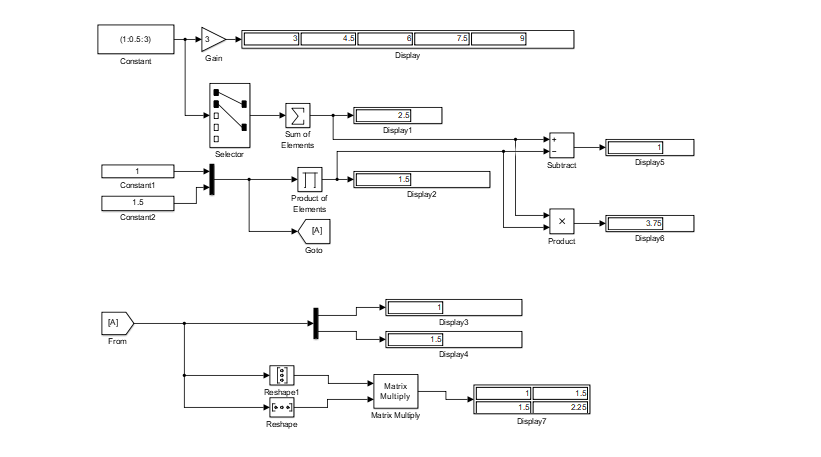 (1:0.5:3)
Constant
3
Gain
3 4.5 6 7.5 9
Display
Selector
Sum of
Elements
2.5
Display1
1
Constant1
1.5
Constant2
Product of
Elements
1.5
Display2
[A]
Goto
+
−
Subtract
1
Display5
×
Product
3.75
Display6
[A]
From
1
Display3
1.5
Display4
Reshape1
Reshape
Matrix
Multiply
Matrix Multiply
1 1.5
1.5 2.25
Display7